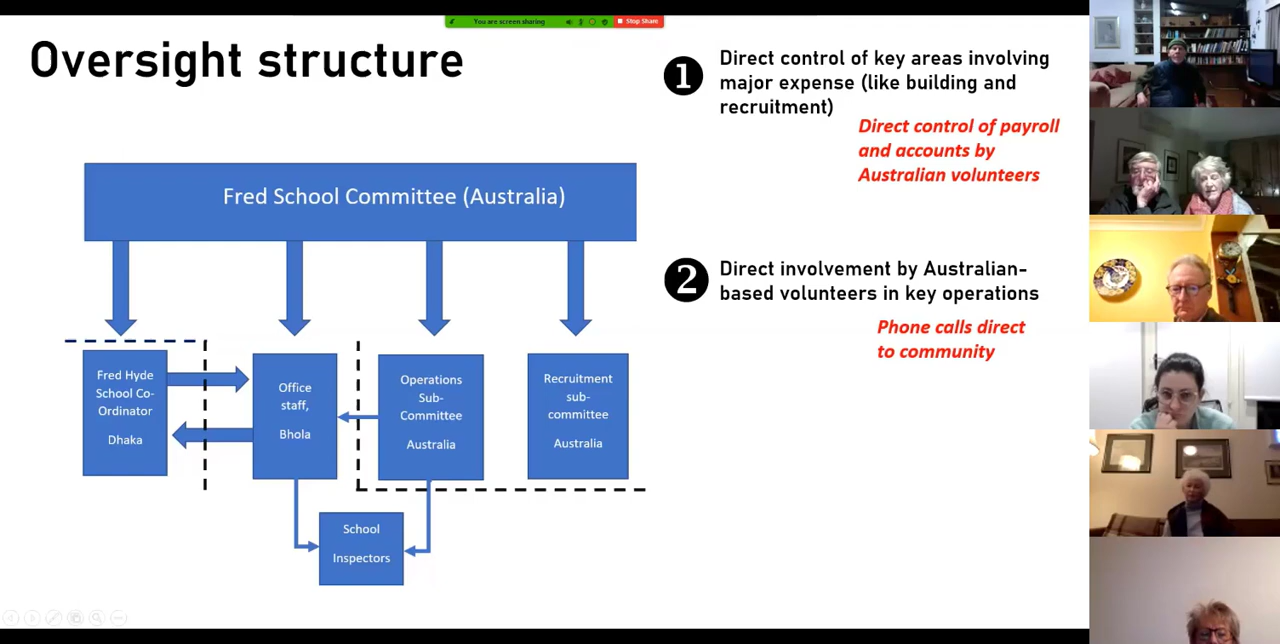 You are screen sharing
Stop Share
Oversight structure
❶
Direct control of key areas involving
major expense (like building and
recruitment)
Direct control of payroll
and accounts by
Australian volunteers
Fred School Committee (Australia)
❷
Direct involvement by Australian-
based volunteers in key operations
Phone calls direct
to community
Fred Hyde
School Co-
Ordinator
Dhaka
Office
staff,
Bhola
Operations
Sub-
Committee
Australia
Recruitment
sub-
committee
Australia
School
Inspectors